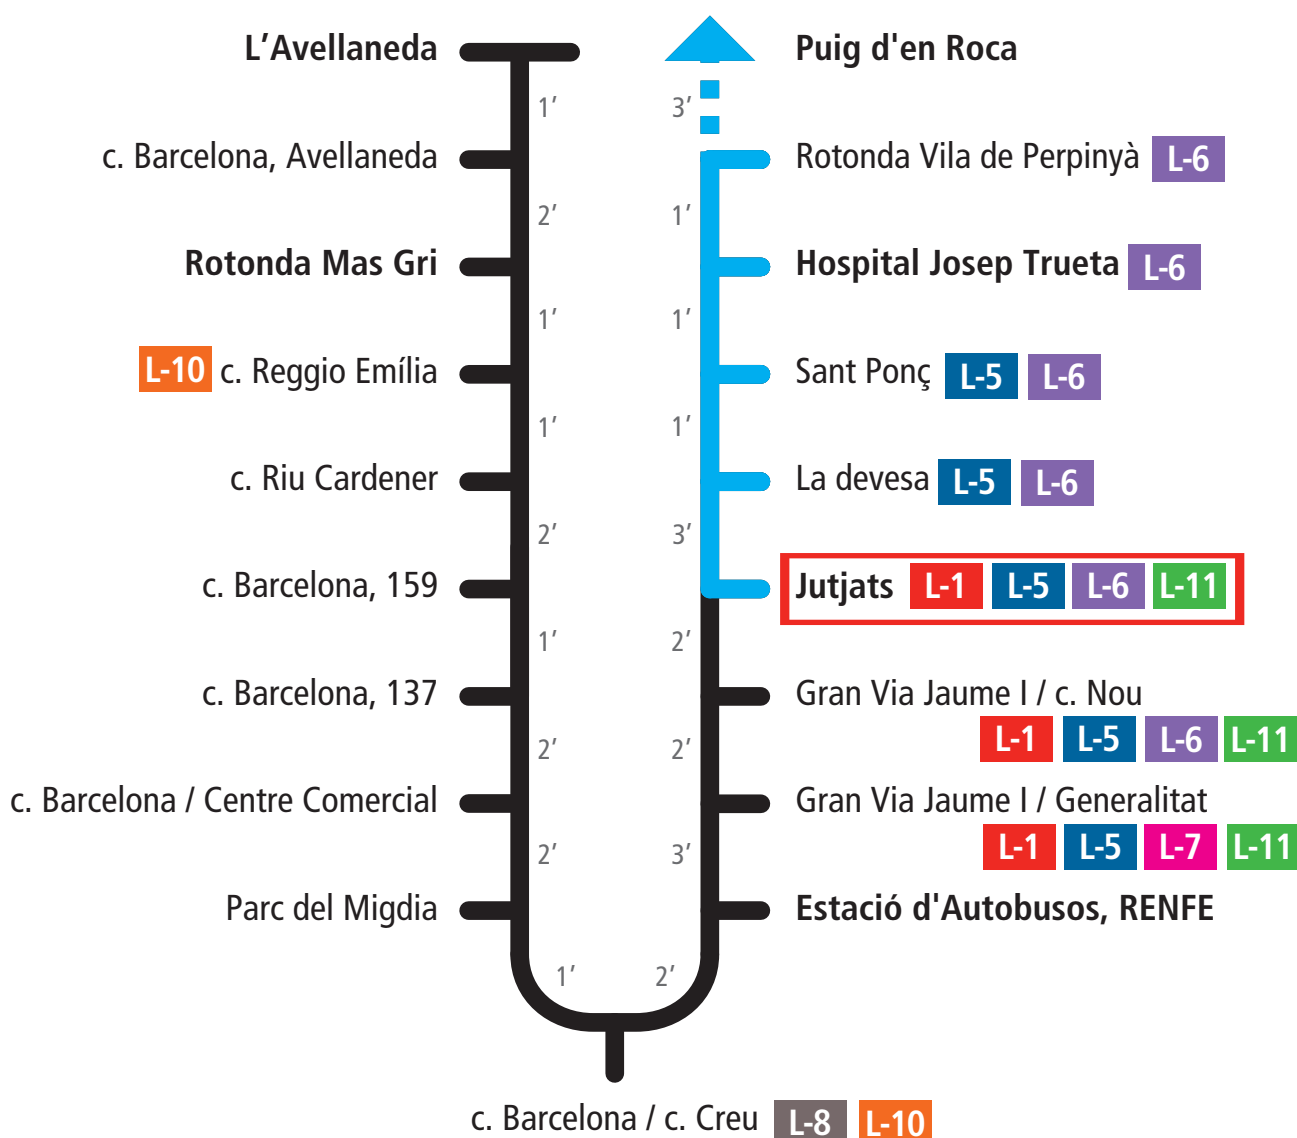 L’Avellaneda
1’
c. Barcelona, Avellaneda
2’
Rotonda Mas Gri
1’
L-10 c. Reggio Emília
1’
c. Riu Cardener
2’
c. Barcelona, 159
1’
c. Barcelona, 137
2’
c. Barcelona / Centre Comercial
2’
Parc del Migdia
1’
c. Barcelona / c. Creu L-8 L-10
2’
Estació d'Autobusos, RENFE
3’
Gran Via Jaume I / Generalitat
L-1 L-5 L-7 L-11
2’
Gran Via Jaume I / c. Nou
L-1 L-5 L-6 L-11
2’
Jutjats L-1 L-5 L-6 L-11
3’
La devesa L-5 L-6
1’
Sant Ponç L-5 L-6
1’
Hospital Josep Trueta L-6
1’
Rotonda Vila de Perpinyà L-6
3’
Puig d'en Roca